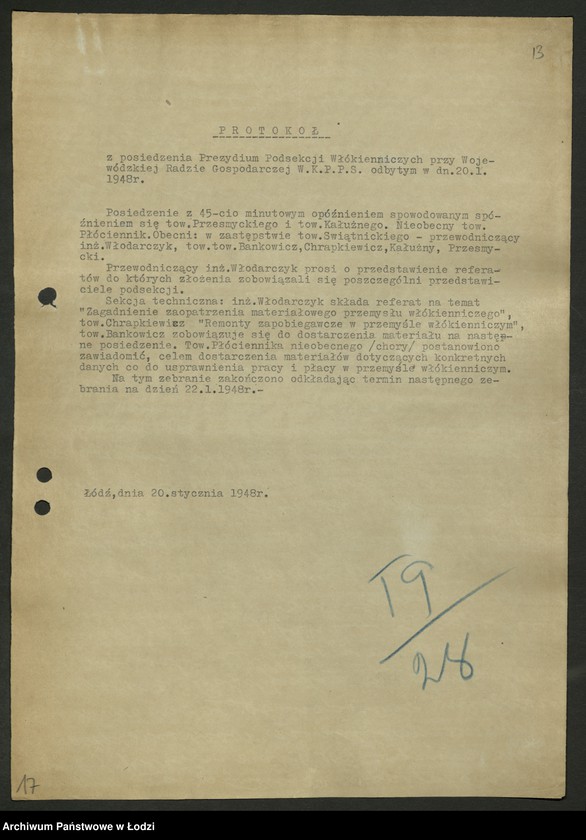 13
P R O T O K O Ł
z posiedzenia Prezydium Podsekcji Włókienniczych przy Woje-
wódzkiej Radzie Gospodarczej W.K.P.P.S. odbytym w dn.20.1.
1948r.
Posiedzenie z 45-cio minutowym opóźnieniem spowodowanym spó-
źnieniem się tow.Przesmyckiego i tow.Kałużnego. Nieobecny tow.
Płóciennik.Obecni: w zastępstwie tow.Swiątnickiego - przewodniczący
inż.Włodarczyk, tow.tow.Bankowicz,Chrapkiewicz,Kałużny, Przesmy-
cki.
Przewodniczący inż.Włodarczyk prosi o przedstawienie refera-
tów do których złożenia zobowiązali się poszczególni przedstawi-
ciele podsekcji.
Sekcja techniczna: inż.Włodarczyk składa referat na temat
"Zagadnienie zaopatrzenia materiałowego przemysłu włókienniczego",
tow.Chrapkiewicz "Remonty zapobiegawcze w przemyśle włókienniczym",
tow.Bankowicz zobowiązuje się do dostarczenia materiału na następ-
ne posiedzenie. Tow.Płóciennika nieobecnego /chory/ postanowiono
zawiadomić, celem dostarczenia materiałów dotyczących konkretnych
danych co do usprawnienia pracy i płacy w przemyśle włókienniczym.
Na tym zebranie zakończono odkładając termin następnego ze-
brania na dzień 22.1.1948r.-
Łódź,dnia 20.stycznia 1948r.
19/28
17
Archiwum Państwowe w Łodzi